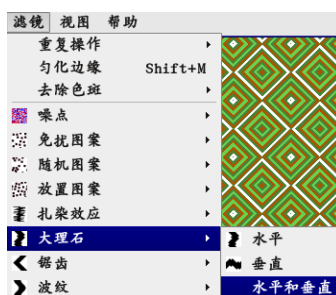 滤镜 视图 帮助
重复操作
匀化边缘 Shift+M
去除色斑
噪点
免扰图案
随机图案
放置图案
扎染效应
大理石
水平
锯齿
垂直
波纹
水平和垂直